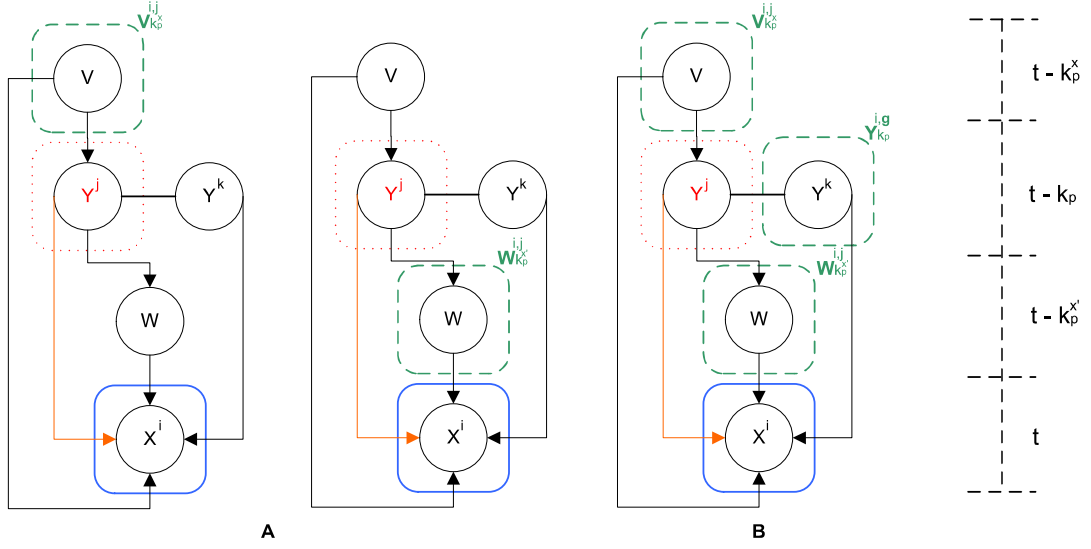 V^{i,j}_{k_p^x}
V
Y^j
Y^k
W
X^i
V
Y^j
Y^k
W^{i,j}_{k_p^{x'}}
W
X^i
A
V^{i,j}_{k_p^x}
V
Y^{i,g}_{k_p}
Y^j
Y^k
W^{i,j}_{k_p^{x'}}
W
X^i
B
t - k_p^x
t - k_p
t - k_p^{x'}
t